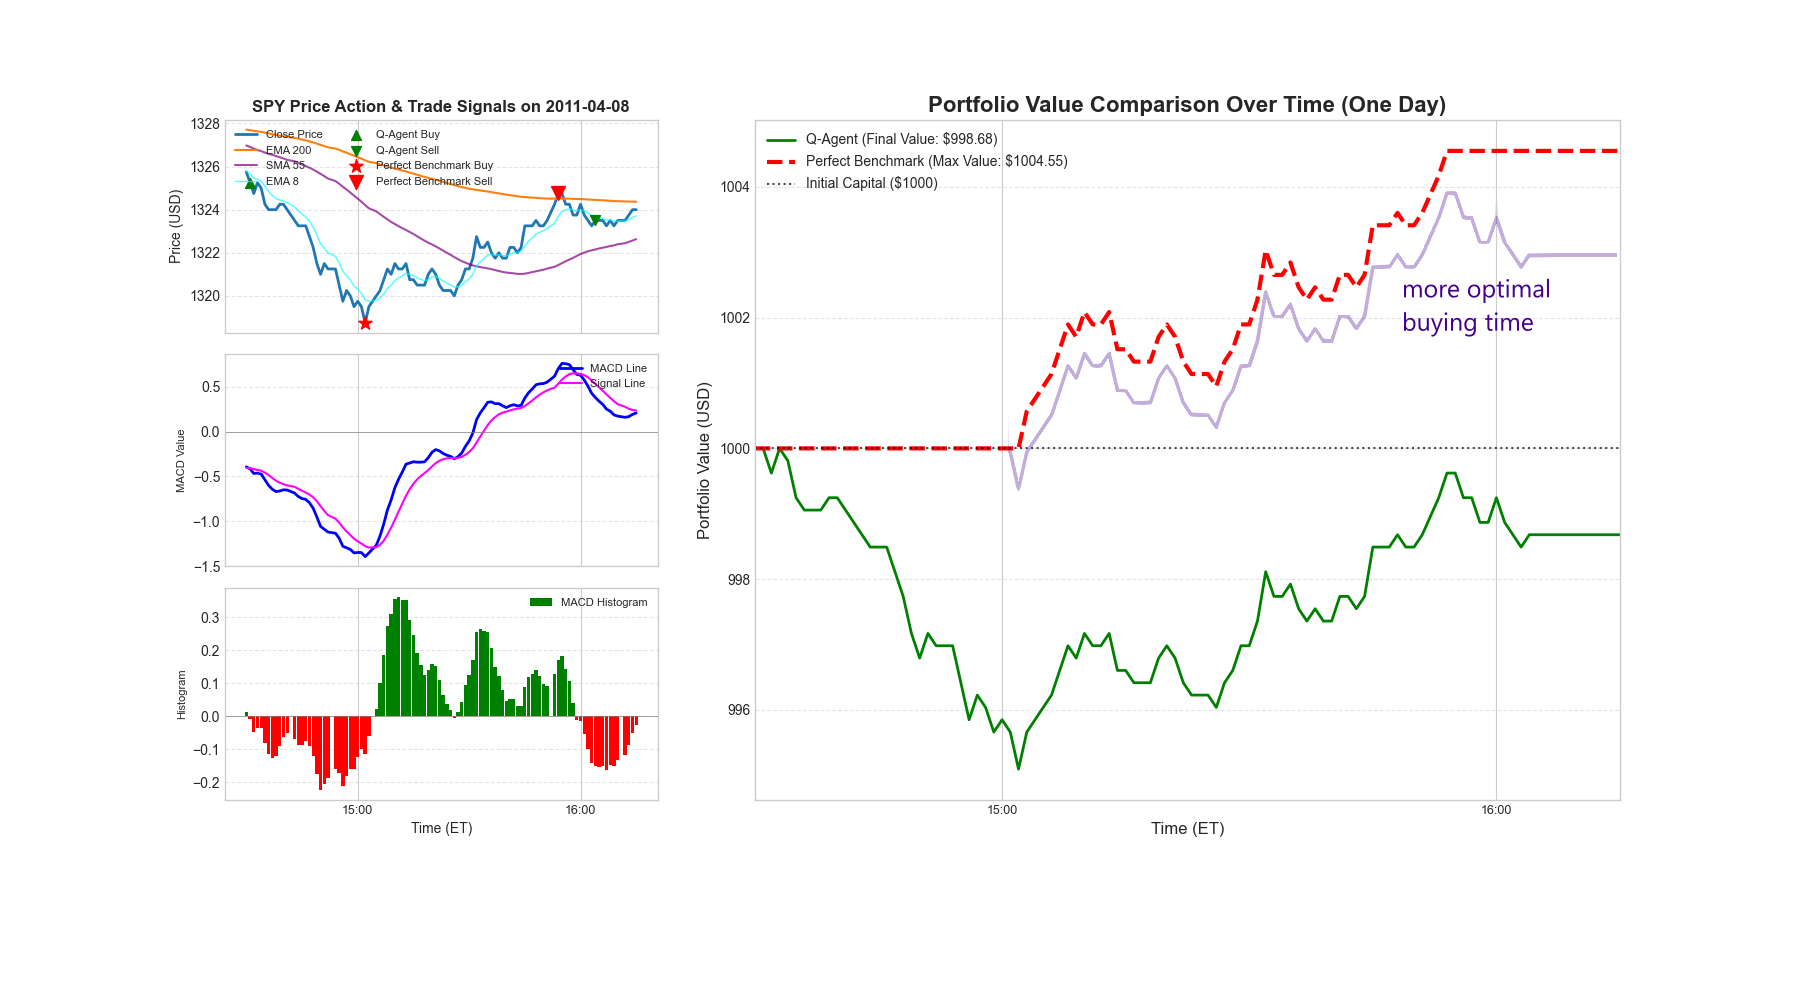 SPY Price Action & Trade Signals on 2011-04-08
Price (USD)
1328
1326
1324
1322
1320
Close Price
EMA 200
SMA 55
EMA 8
Q-Agent Buy
Q-Agent Sell
Perfect Benchmark Buy
Perfect Benchmark Sell
MACD Value
0.5
0.0
−0.5
−1.0
−1.5
MACD Line
Signal Line
Histogram
0.3
0.2
0.1
0.0
−0.1
−0.2
MACD Histogram
15:00
16:00
Time (ET)
Portfolio Value Comparison Over Time (One Day)
Portfolio Value (USD)
1004
1002
1000
998
996
Q-Agent (Final Value: $998.68)
Perfect Benchmark (Max Value: $1004.55)
Initial Capital ($1000)
more optimal
buying time
15:00
16:00
Time (ET)